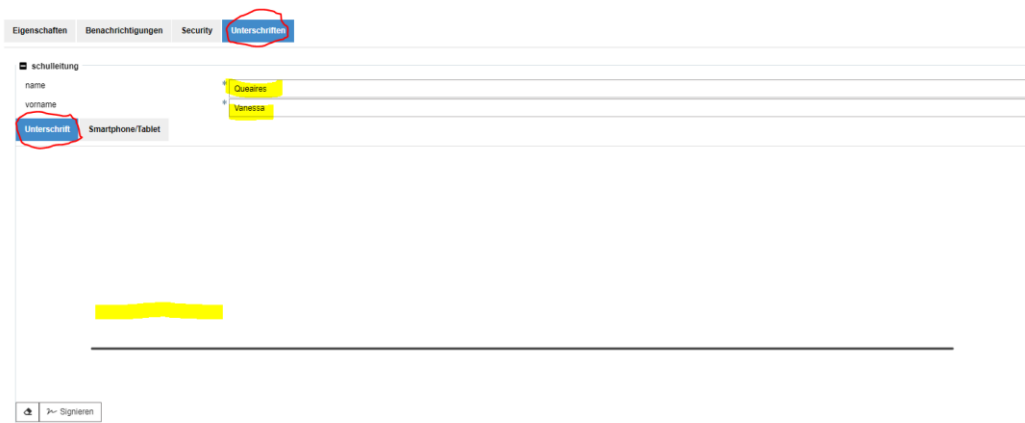 Eigenschaften Benachrichtigungen Security Unterschriften
schulleitung
name * Queaires
vorname * Vanessa
Unterschrift Smartphone/Tablet
Signieren